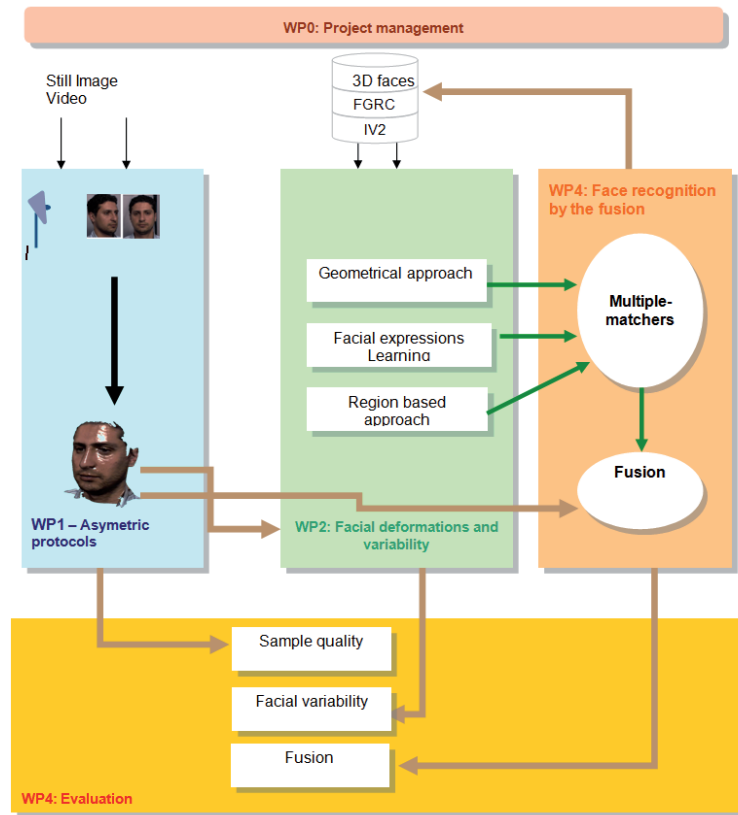 WP0: Project management
Still Image
Video
3D faces
FGRC
IV2
WP4: Face recognition
by the fusion
Geometrical approach
Multiple-
matchers
Facial expressions
Learning
Region based
approach
Fusion
WP1 – Asymetric
protocols
WP2: Facial deformations and
variability
Sample quality
Facial variability
Fusion
WP4: Evaluation